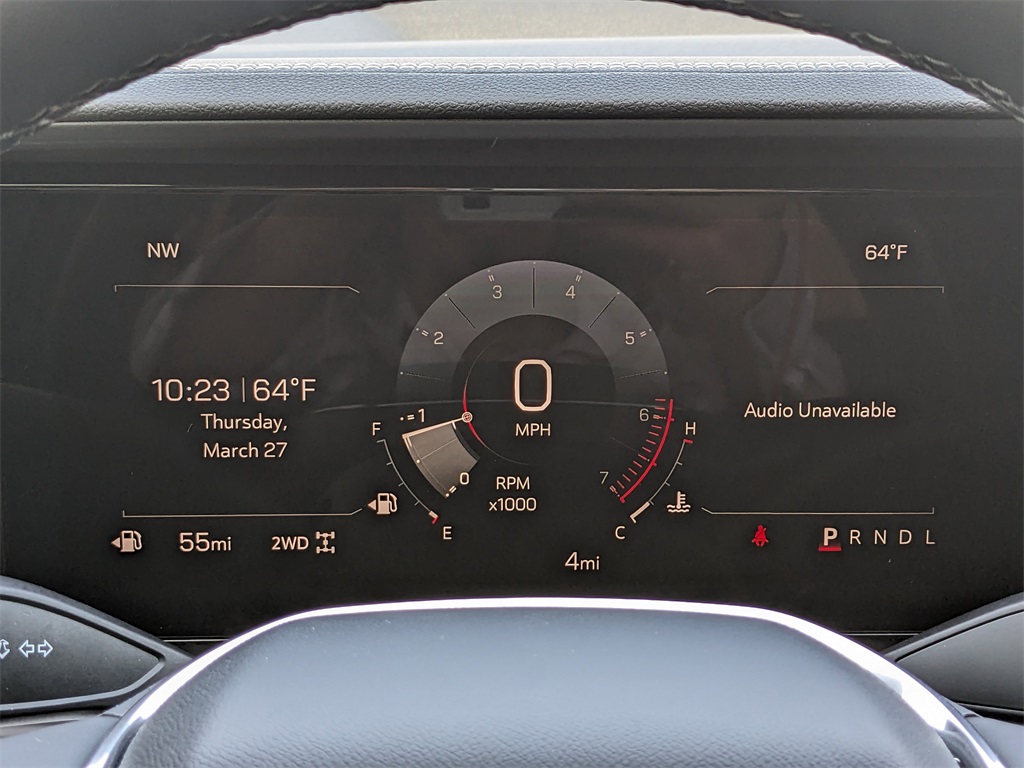 NW
64°F
3
4
2
5
10:23 | 64°F
Thursday,
March 27
0
MPH
Audio Unavailable
1
6
F
H
0
7
RPM
x1000
E
C
55mi
2WD
4mi
P R N D L